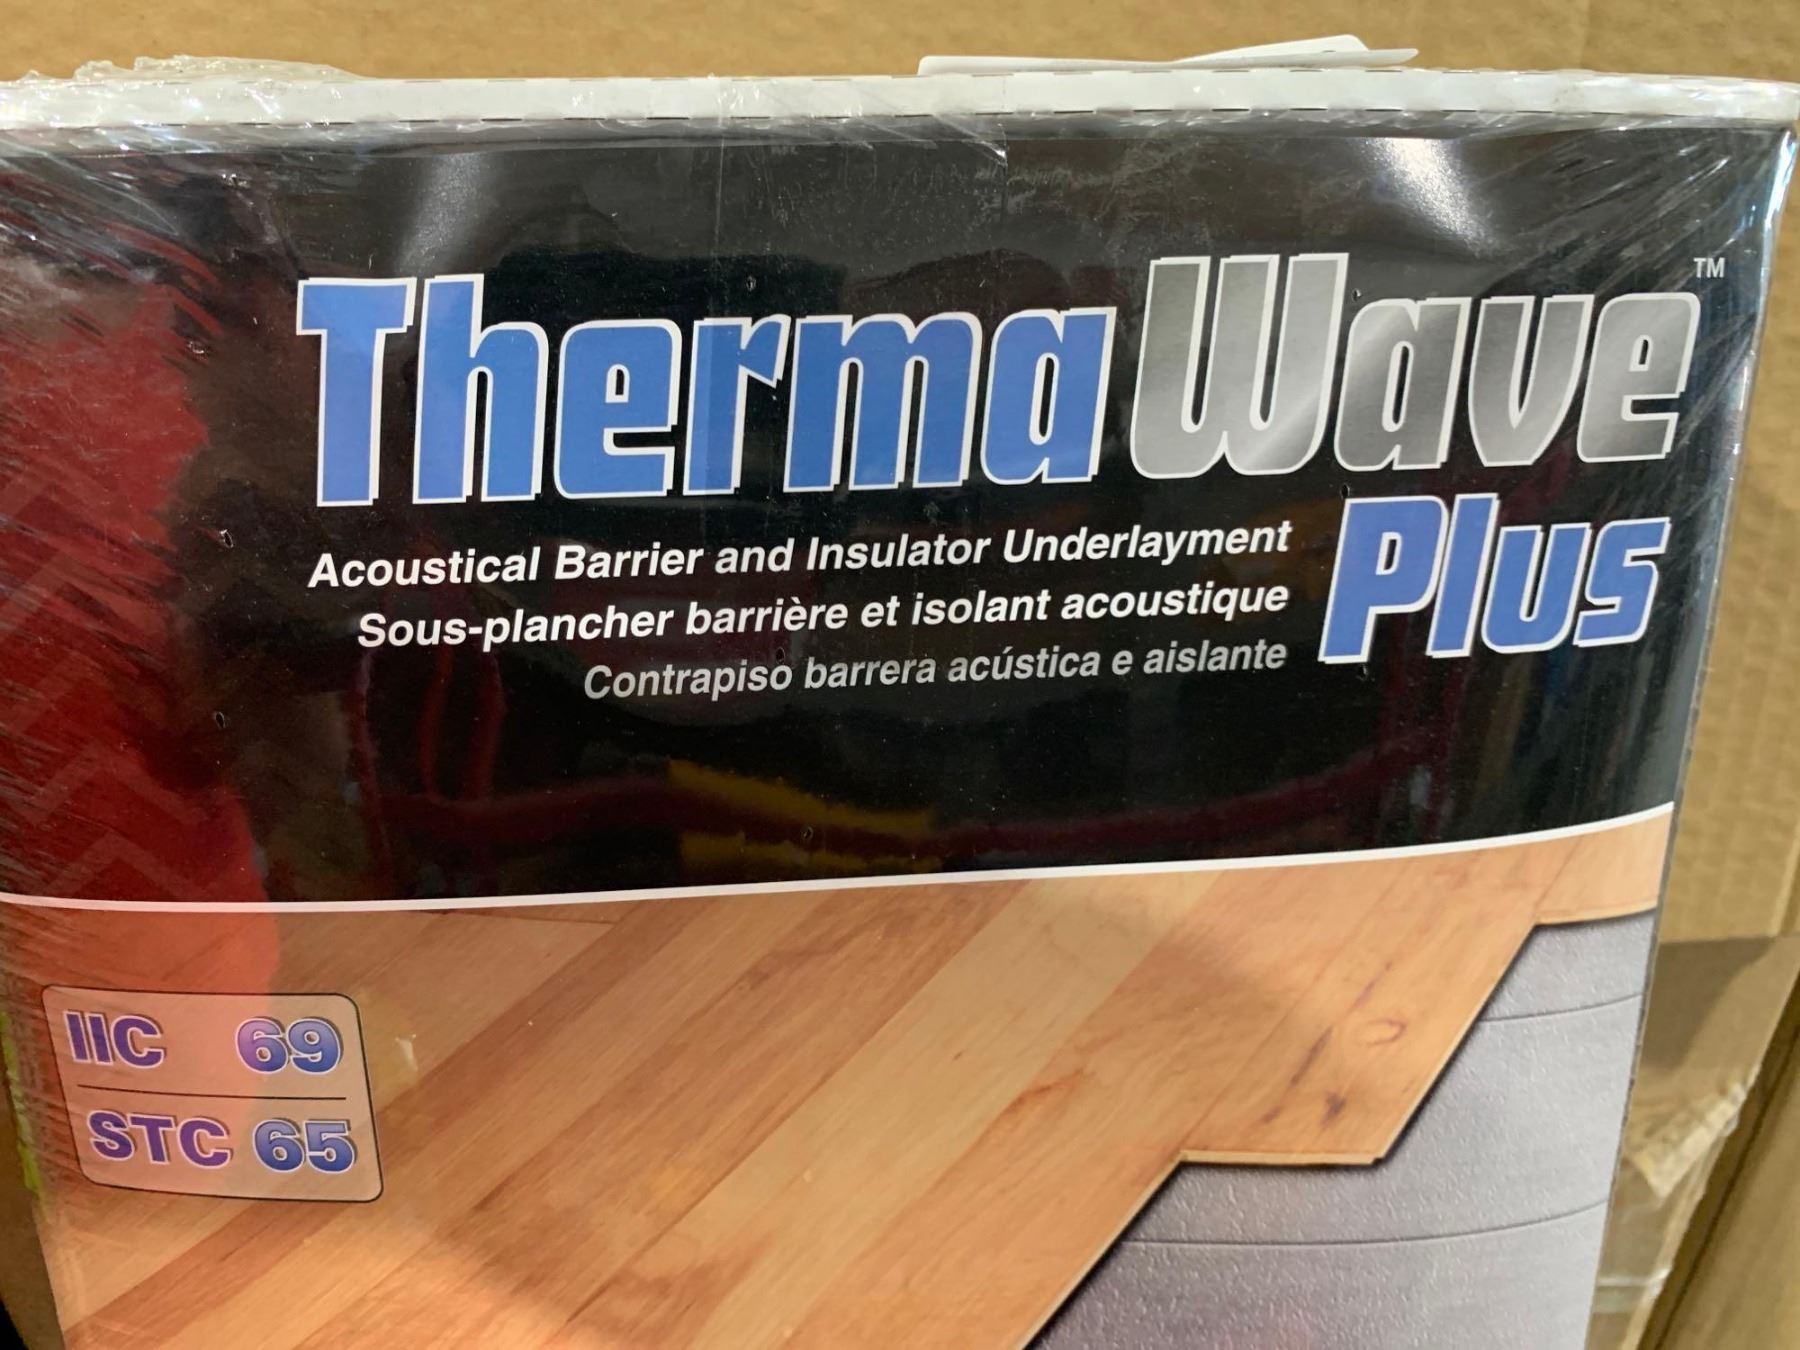 ThermaWave™
Plus
Acoustical Barrier and Insulator Underlayment
Sous-plancher barrière et isolant acoustique
Contrapiso barrera acústica e aislante
IIC 69
STC 65